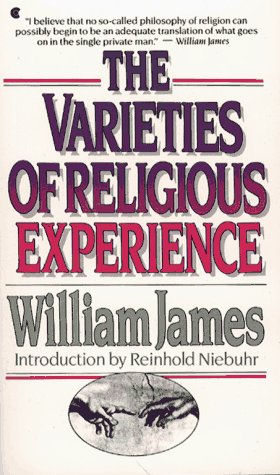 "I believe that no so-called philosophy of religion can
possibly begin to be an adequate translation of what goes
on in the single private man." — William James
THE
VARIETIES
OF RELIGIOUS
EXPERIENCE
William James
Introduction by Reinhold Niebuhr